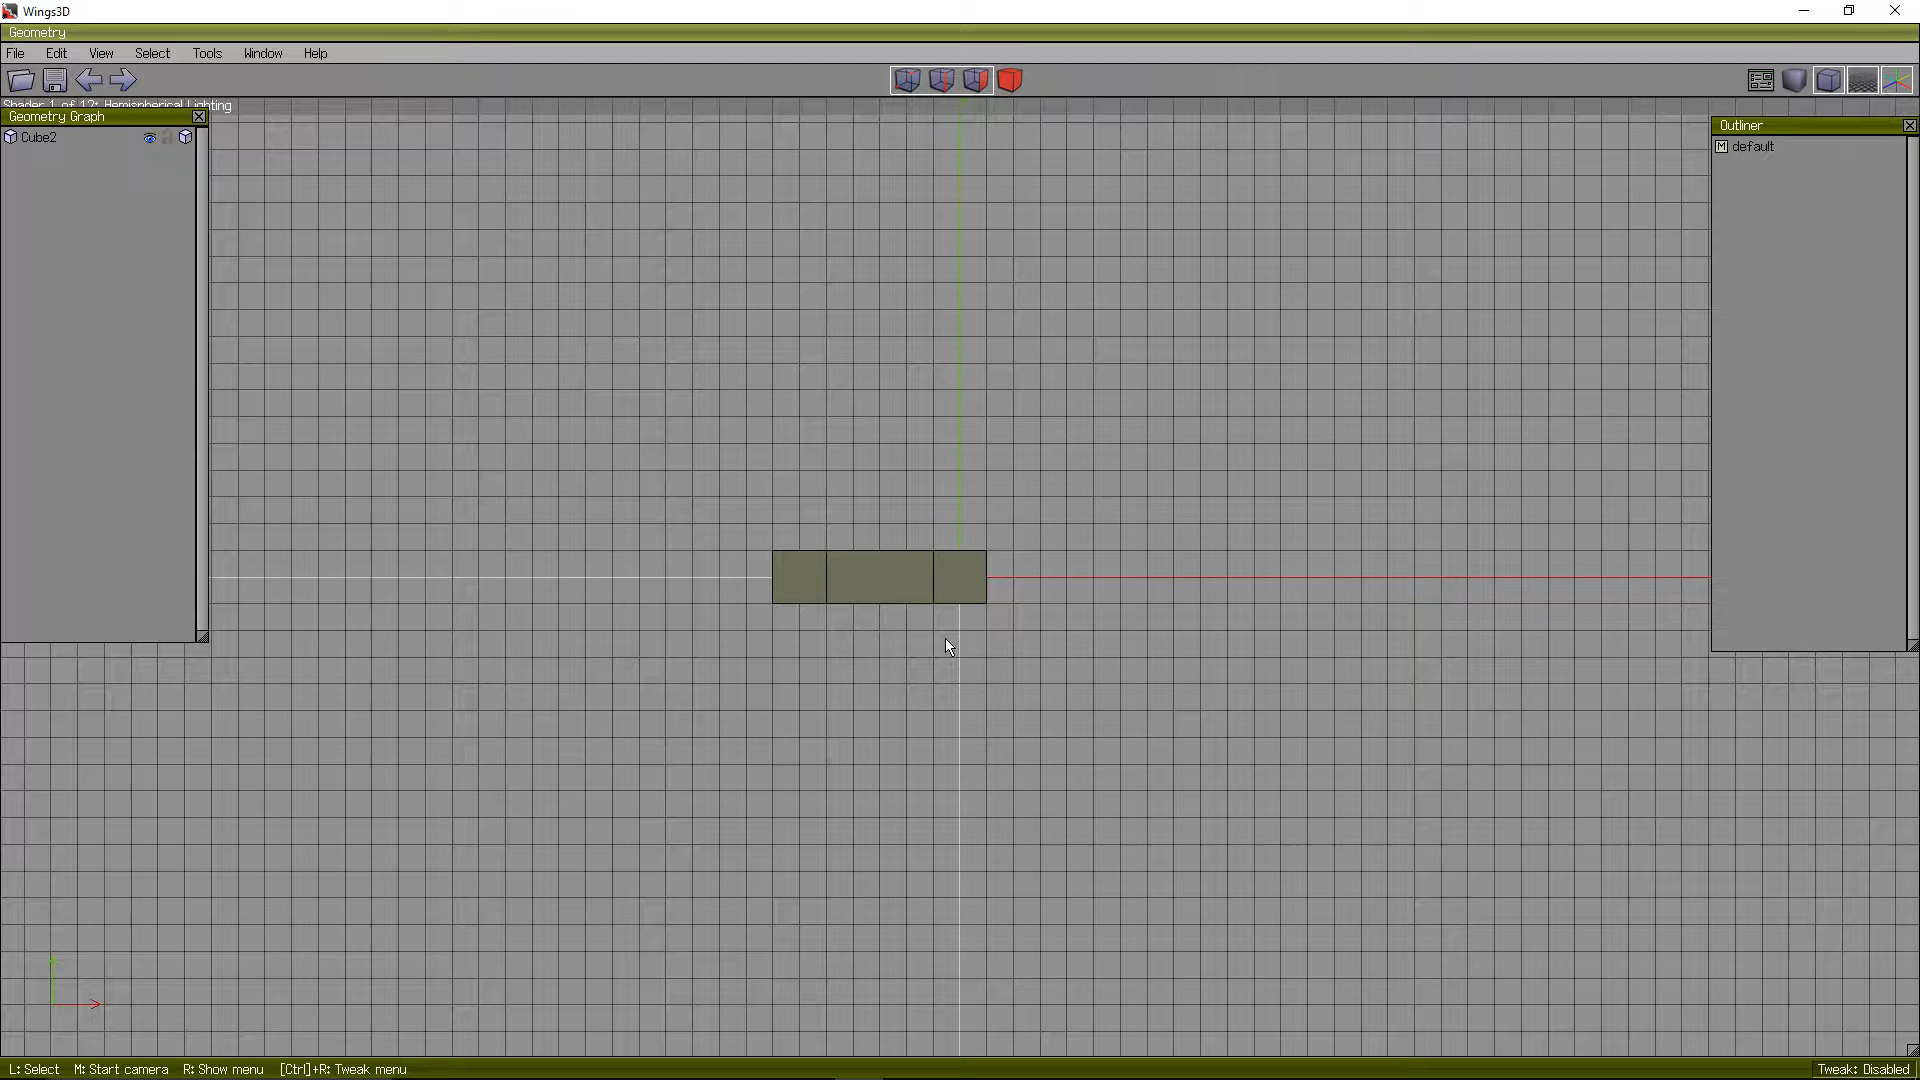 Wings3D
Geometry
File Edit View Select Tools Window Help
Shader 1 of 12: Hemispherical Lighting
Geometry Graph
Cube2
Outliner
M default
L: Select M: Start camera R: Show menu [Ctrl]+R: Tweak menu
Tweak: Disabled